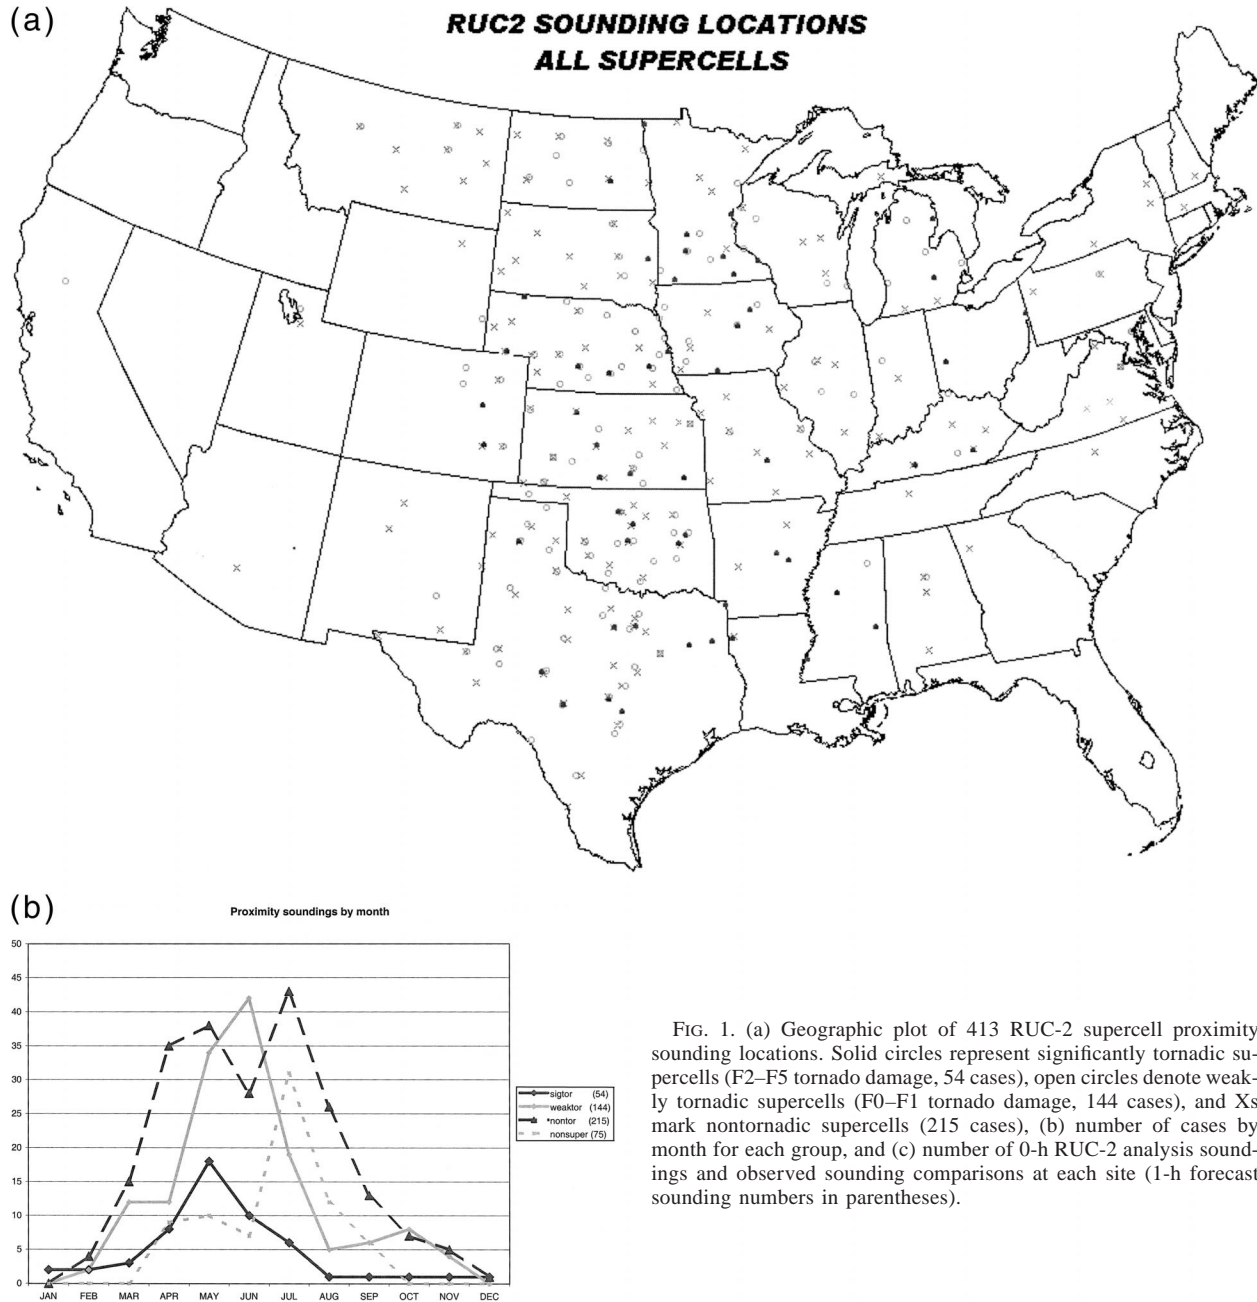 (a)
RUC2 SOUNDING LOCATIONS
ALL SUPERCELLS
(b)
Proximity soundings by month
50
45
40
35
30
25
20
15
10
5
0
JAN FEB MAR APR MAY JUN JUL AUG SEP OCT NOV DEC
sigtor (54)
weaktor (144)
nontor (215)
nonsuper (75)
FIG. 1. (a) Geographic plot of 413 RUC-2 supercell proximity
sounding locations. Solid circles represent significantly tornadic su-
percells (F2–F5 tornado damage, 54 cases), open circles denote weak-
ly tornadic supercells (F0–F1 tornado damage, 144 cases), and Xs
mark nontornadic supercells (215 cases), (b) number of cases by
month for each group, and (c) number of 0-h RUC-2 analysis sound-
ings and observed sounding comparisons at each site (1-h forecast
sounding numbers in parentheses).